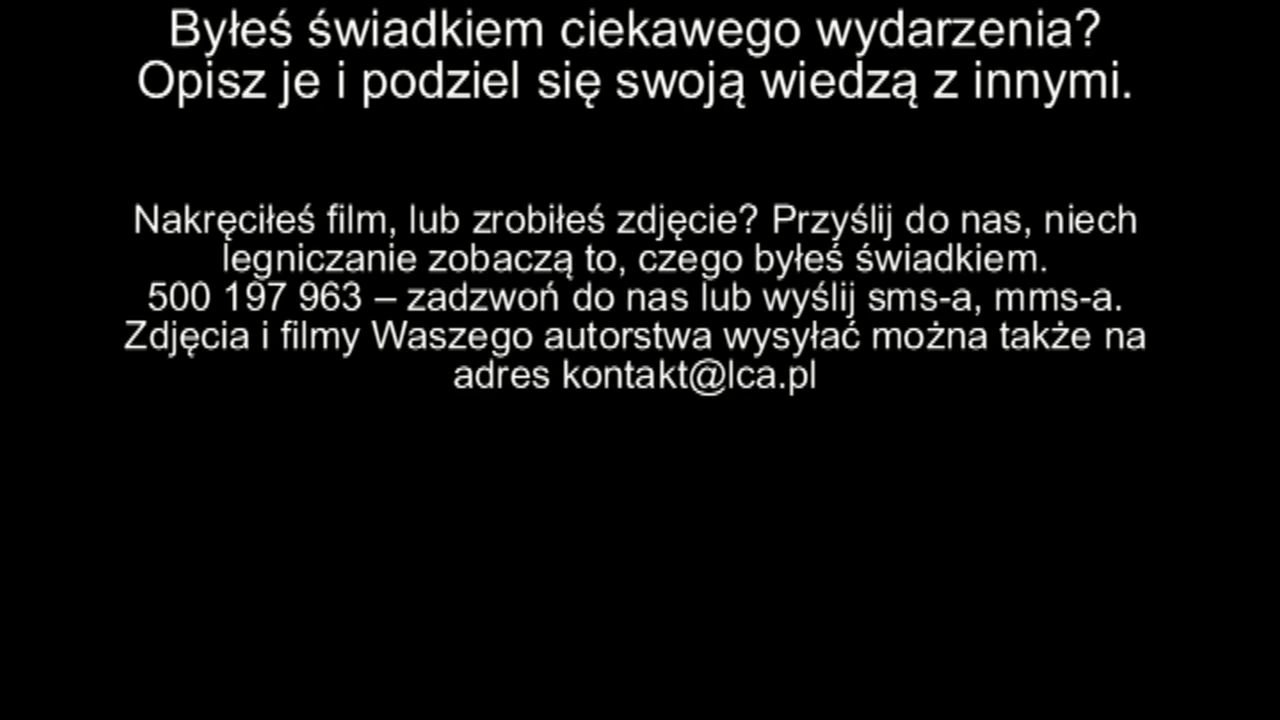 Byłeś świadkiem ciekawego wydarzenia?
Opisz je i podziel się swoją wiedzą z innymi.
Nakręciłeś film, lub zrobiłeś zdjęcie? Przyślij do nas, niech
legniczanie zobaczą to, czego byłeś świadkiem.
500 197 963 – zadzwoń do nas lub wyślij sms-a, mms-a.
Zdjęcia i filmy Waszego autorstwa wysyłać można także na
adres kontakt@lca.pl